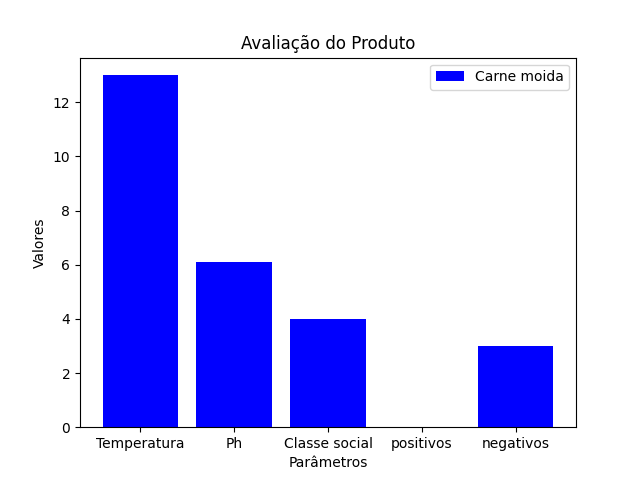 Avaliação do Produto
Carne moida
Valores
12
10
8
6
4
2
0
Temperatura Ph Classe social positivos negativos
Parâmetros